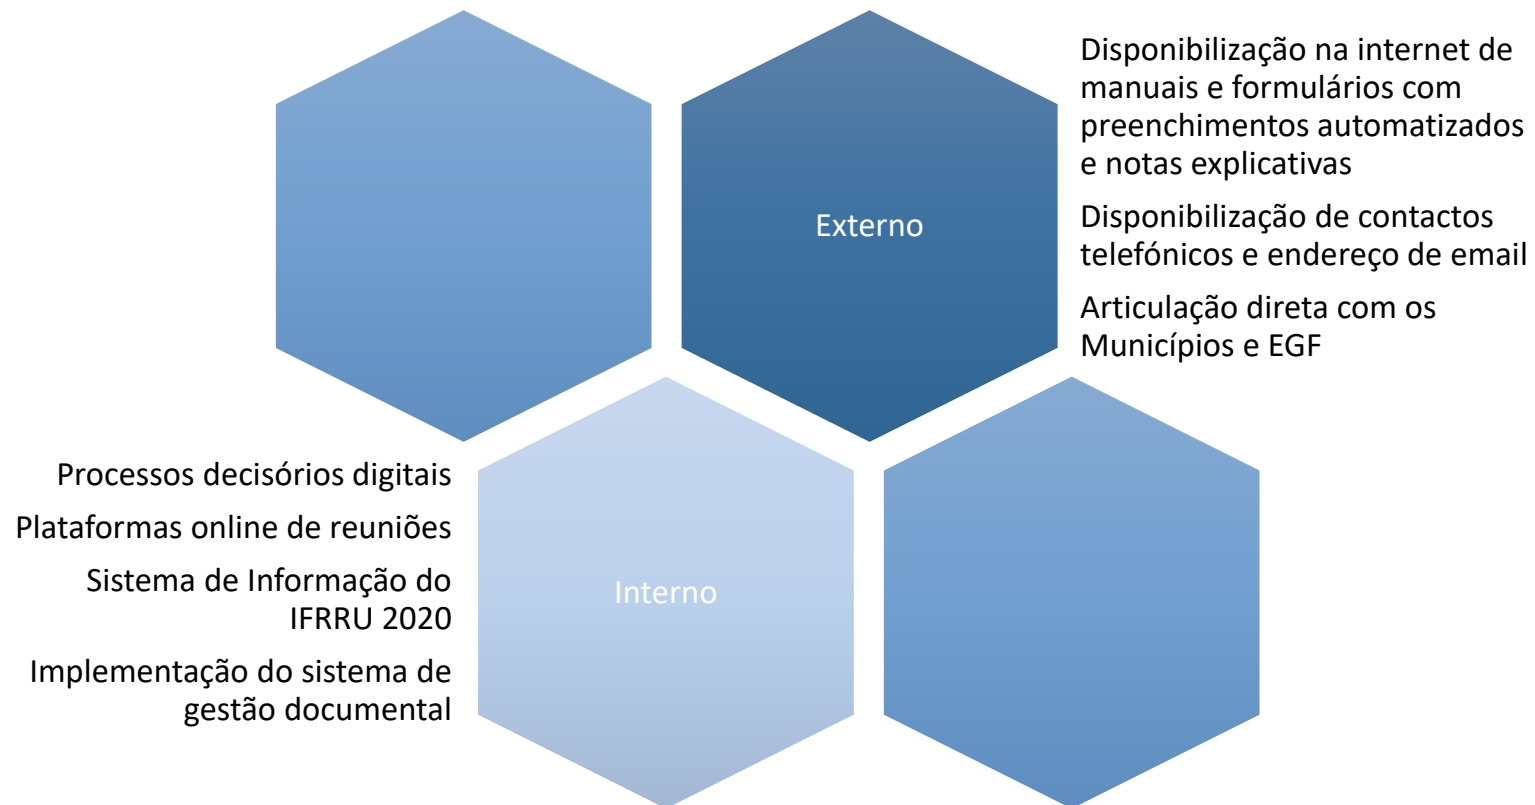 Disponibilização na internet de
manuais e formulários com
preenchimentos automatizados
e notas explicativas
Disponibilização de contactos
telefónicos e endereço de email
Articulação direta com os
Municípios e EGF
Externo
Processos decisórios digitais
Plataformas online de reuniões
Sistema de Informação do
IFRRU 2020
Implementação do sistema de
gestão documental
Interno